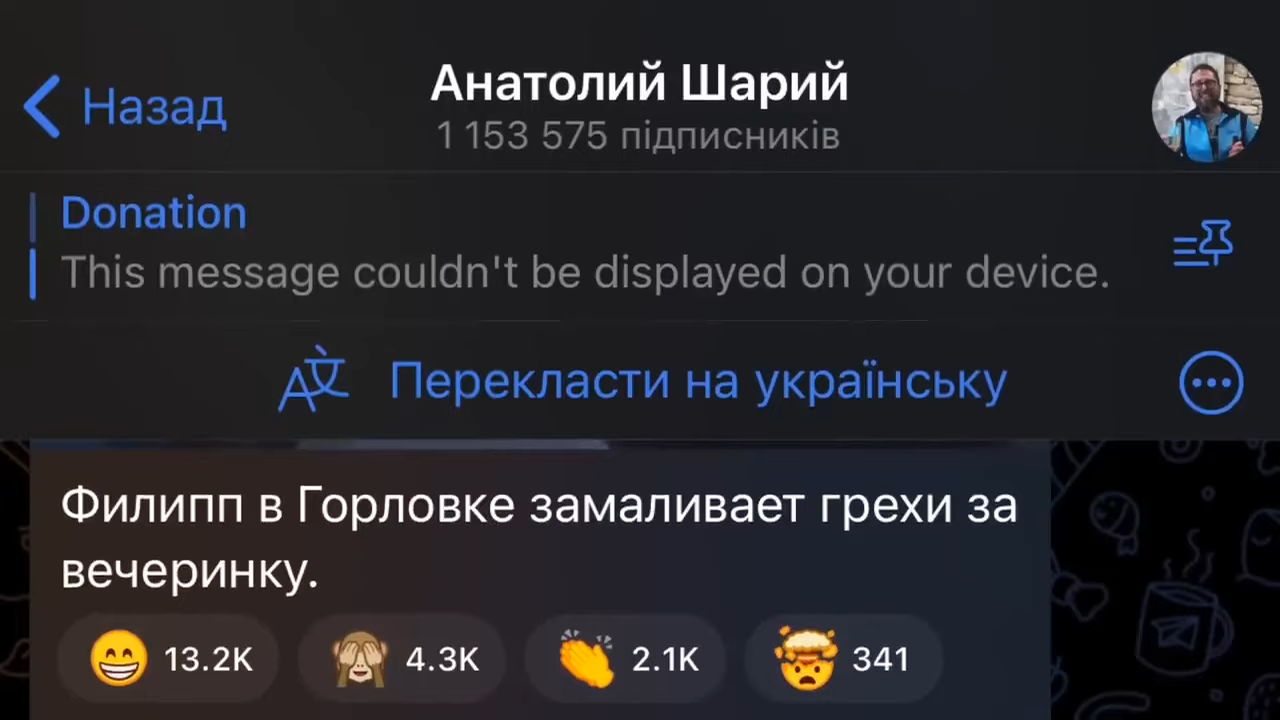 Назад
Анатолий Шарий
1 153 575 підписників
Donation
This message couldn't be displayed on your device.
Перекласти на українську
Филипп в Горловке замаливает грехи за
вечеринку.
13.2K 4.3K 2.1K 341